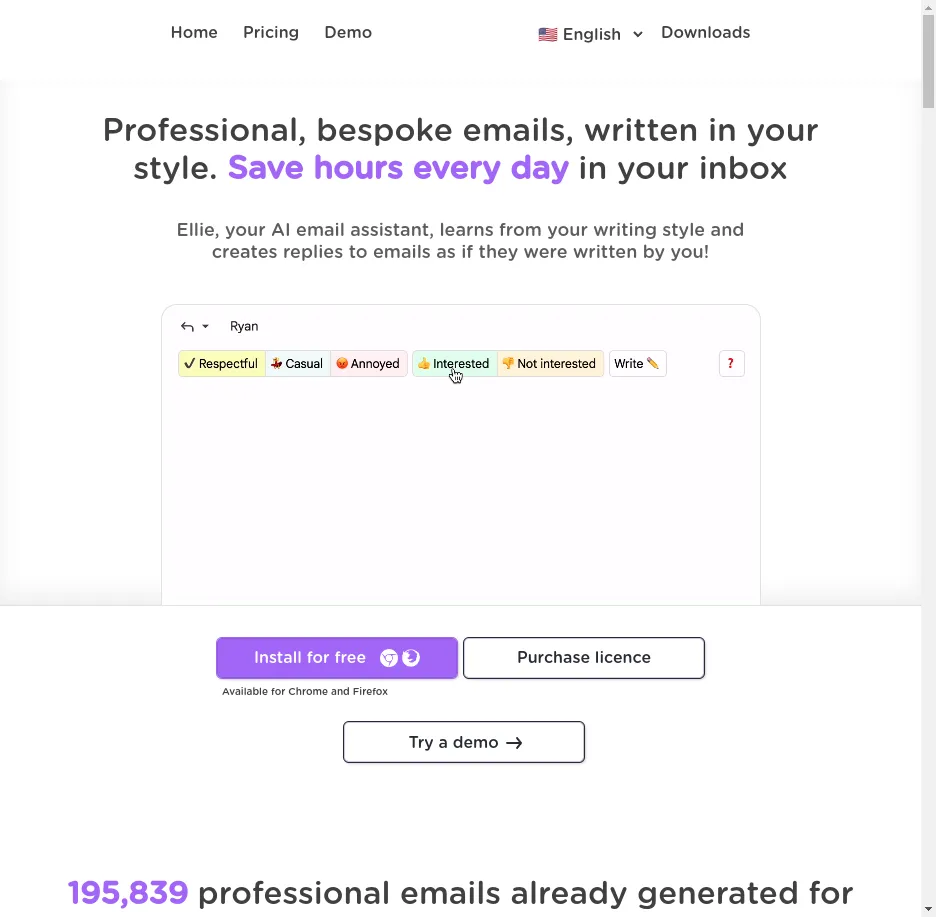 Home Pricing Demo English Downloads
Professional, bespoke emails, written in your
style. Save hours every day in your inbox
Ellie, your AI email assistant, learns from your writing style and
creates replies to emails as if they were written by you!
Ryan
✓ Respectful 💃 Casual 😡 Annoyed 👍 Interested 👎 Not interested Write ✏️ ?
Install for free Purchase licence
Available for Chrome and Firefox
Try a demo →
195,839 professional emails already generated for